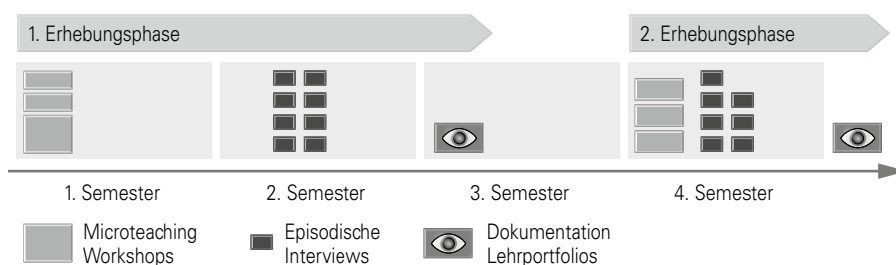 1. Erhebungsphase
2. Erhebungsphase
1. Semester
2. Semester
3. Semester
4. Semester
Microteaching
Workshops
Episodische
Interviews
Dokumentation
Lehrportfolios